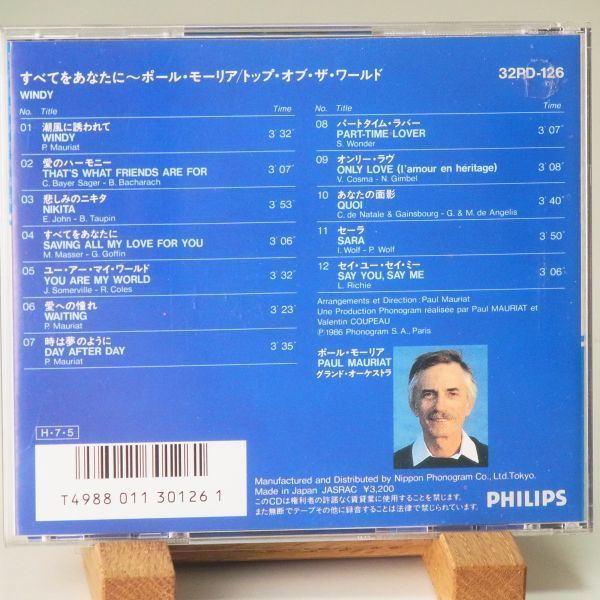 すべてをあなたに～ポール・モーリア/トップ・オブ・ザ・ワールド 32PD-126
WINDY
No. Title Time
01 潮風に誘われて
WINDY 3′32″
P. Mauriat
02 愛のハーモニー
THAT'S WHAT FRIENDS ARE FOR 3′07″
C. Bayer Sager - B. Bacharach
03 悲しみのニキタ
NIKITA 3′53″
E. John - B. Taupin
04 すべてをあなたに
SAVING ALL MY LOVE FOR YOU 3′06″
M. Masser - G. Goffin
05 ユー・アー・マイ・ワールド
YOU ARE MY WORLD 3′32″
J. Somerville - R. Coles
06 愛への憧れ
WAITING 3′23″
P. Mauriat
07 時は夢のように
DAY AFTER DAY 3′35″
P. Mauriat
No. Title Time
08 パートタイム・ラバー
PART-TIME LOVER 3′07″
S. Wonder
09 オンリー・ラヴ
ONLY LOVE (l'amour en héritage) 3′08″
V. Cosma - N. Gimbel
10 あなたの面影
QUOI 3′40″
C. de Natale & Gainsbourg - G. & M. de Angelis
11 セーラ
SARA 3′50″
I. Wolf - P. Wolf
12 セイ・ユー・セイ・ミー
SAY YOU, SAY ME 3′06″
L. Richie
Arrangements et Direction : Paul Mauriat
Une Production Phonogram réalisée par Paul MAURIAT et
Valentin COUPEAU
Ⓟ1986 Phonogram S. A., Paris
ポール・モーリア
PAUL MAURIAT
グランド・オーケストラ
H・7・5
T4988 011 30126 1
Manufactured and Distributed by Nippon Phonogram Co., Ltd. Tokyo.
Made in Japan JASRAC ¥3,200
このCDは権利者の許諾なく賃貸業に使用することを禁じます。
また無断でテープその他に録音することは法律で禁じられています。
PHILIPS